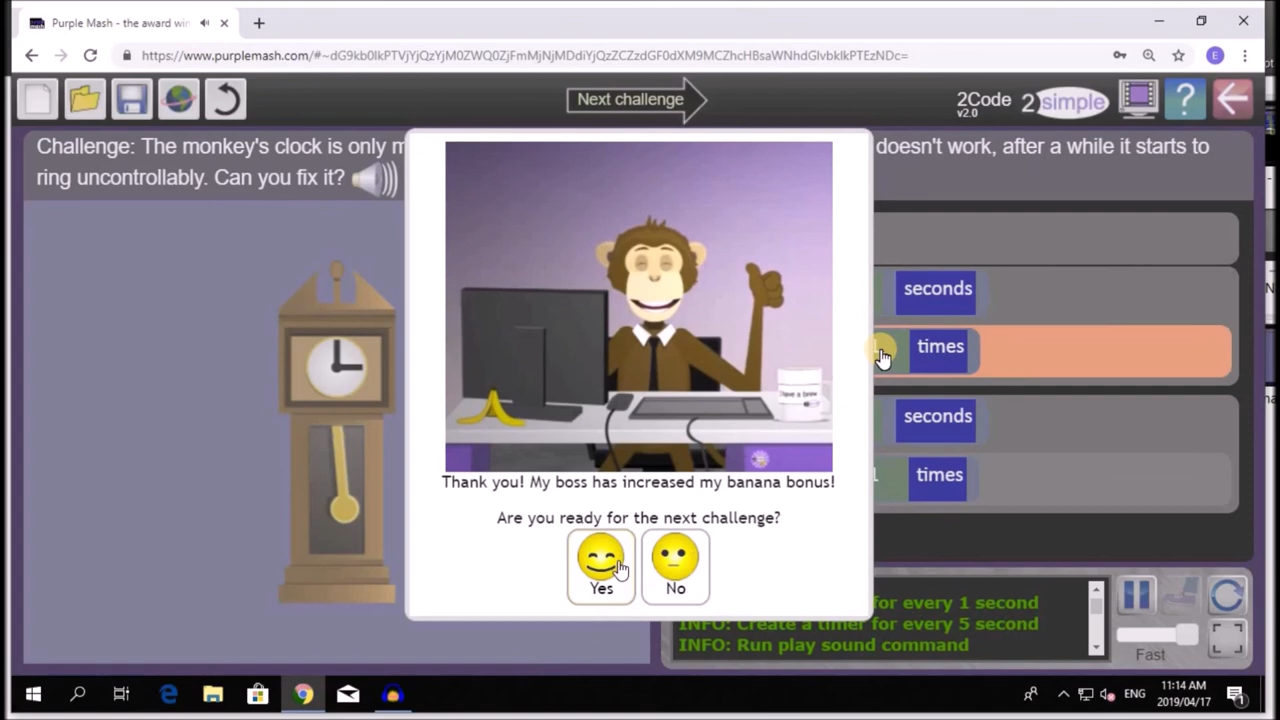 Purple Mash - the award win
https://www.purplemash.com/#~dG9kb0lkPTVjYjQzYjM0ZWQ0ZjFmMjNjMDdiYjQzZCZzdGF0dXM9MCZhcHBsaWNhdGlvbklkPTEzNDc=
E
Next challenge
2Code
v2.0
2simple
?
Challenge: The monkey's clock is only m
doesn't work, after a while it starts to
ring uncontrollably. Can you fix it?
seconds
times
seconds
1 times
have a brew
Thank you! My boss has increased my banana bonus!
Are you ready for the next challenge?
Yes
No
for every 1 second
INFO: Create a timer for every 5 second
INFO: Run play sound command
Fast
ENG
11:14 AM
2019/04/17
1